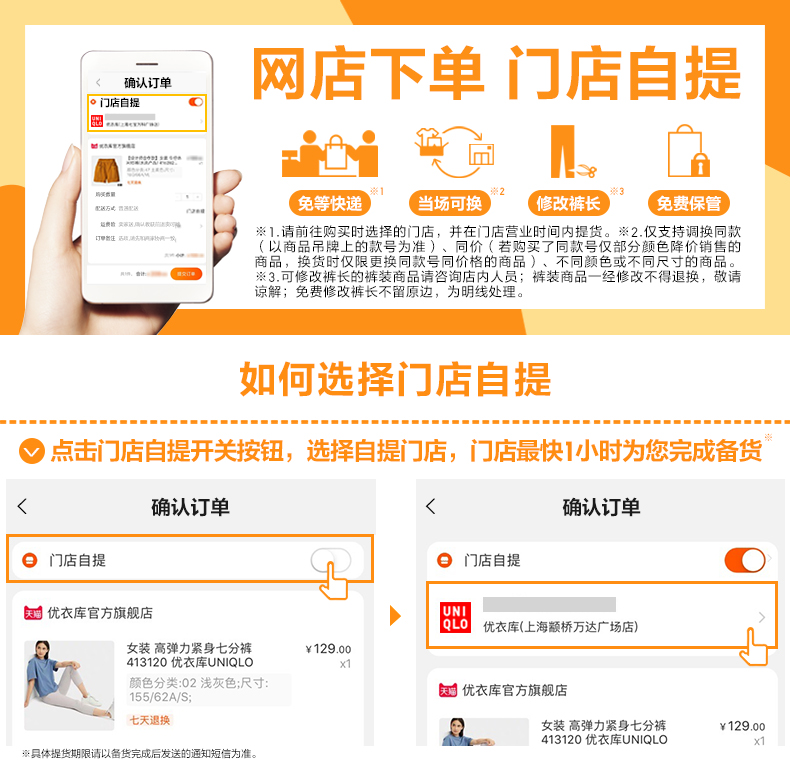 网店下单 门店自提
确认订单
门店自提
UNI
QLO
优衣库官方旗舰店
免等快递※1
当场可换※2
修改裤长※3
免费保管
※1.请前往购买时选择的门店，并在门店营业时间内提货。※2.仅支持调换同款
（以商品吊牌上的款号为准）、同价（若购买了同款号仅部分颜色降价销售的
商品，换货时仅限更换同款号同价格的商品）、不同颜色或不同尺寸的商品。
※3.可修改裤长的裤装商品请咨询店内人员；裤装商品一经修改不得退换，敬请
谅解；免费修改裤长不留原边，为明线处理。
如何选择门店自提
点击门店自提开关按钮，选择自提门店，门店最快1小时为您完成备货※
确认订单
门店自提
天猫 优衣库官方旗舰店
女装 高弹力紧身七分裤 ¥129.00
413120 优衣库UNIQLO x1
颜色分类:02 浅灰色;尺寸:
155/62A/S;
七天退换
※具体提货期限请以备货完成后发送的通知短信为准。
确认订单
门店自提
UNI
QLO
优衣库(上海颛桥万达广场店)
天猫 优衣库官方旗舰店
女装 高弹力紧身七分裤 ¥129.00
413120 优衣库UNIQLO x1